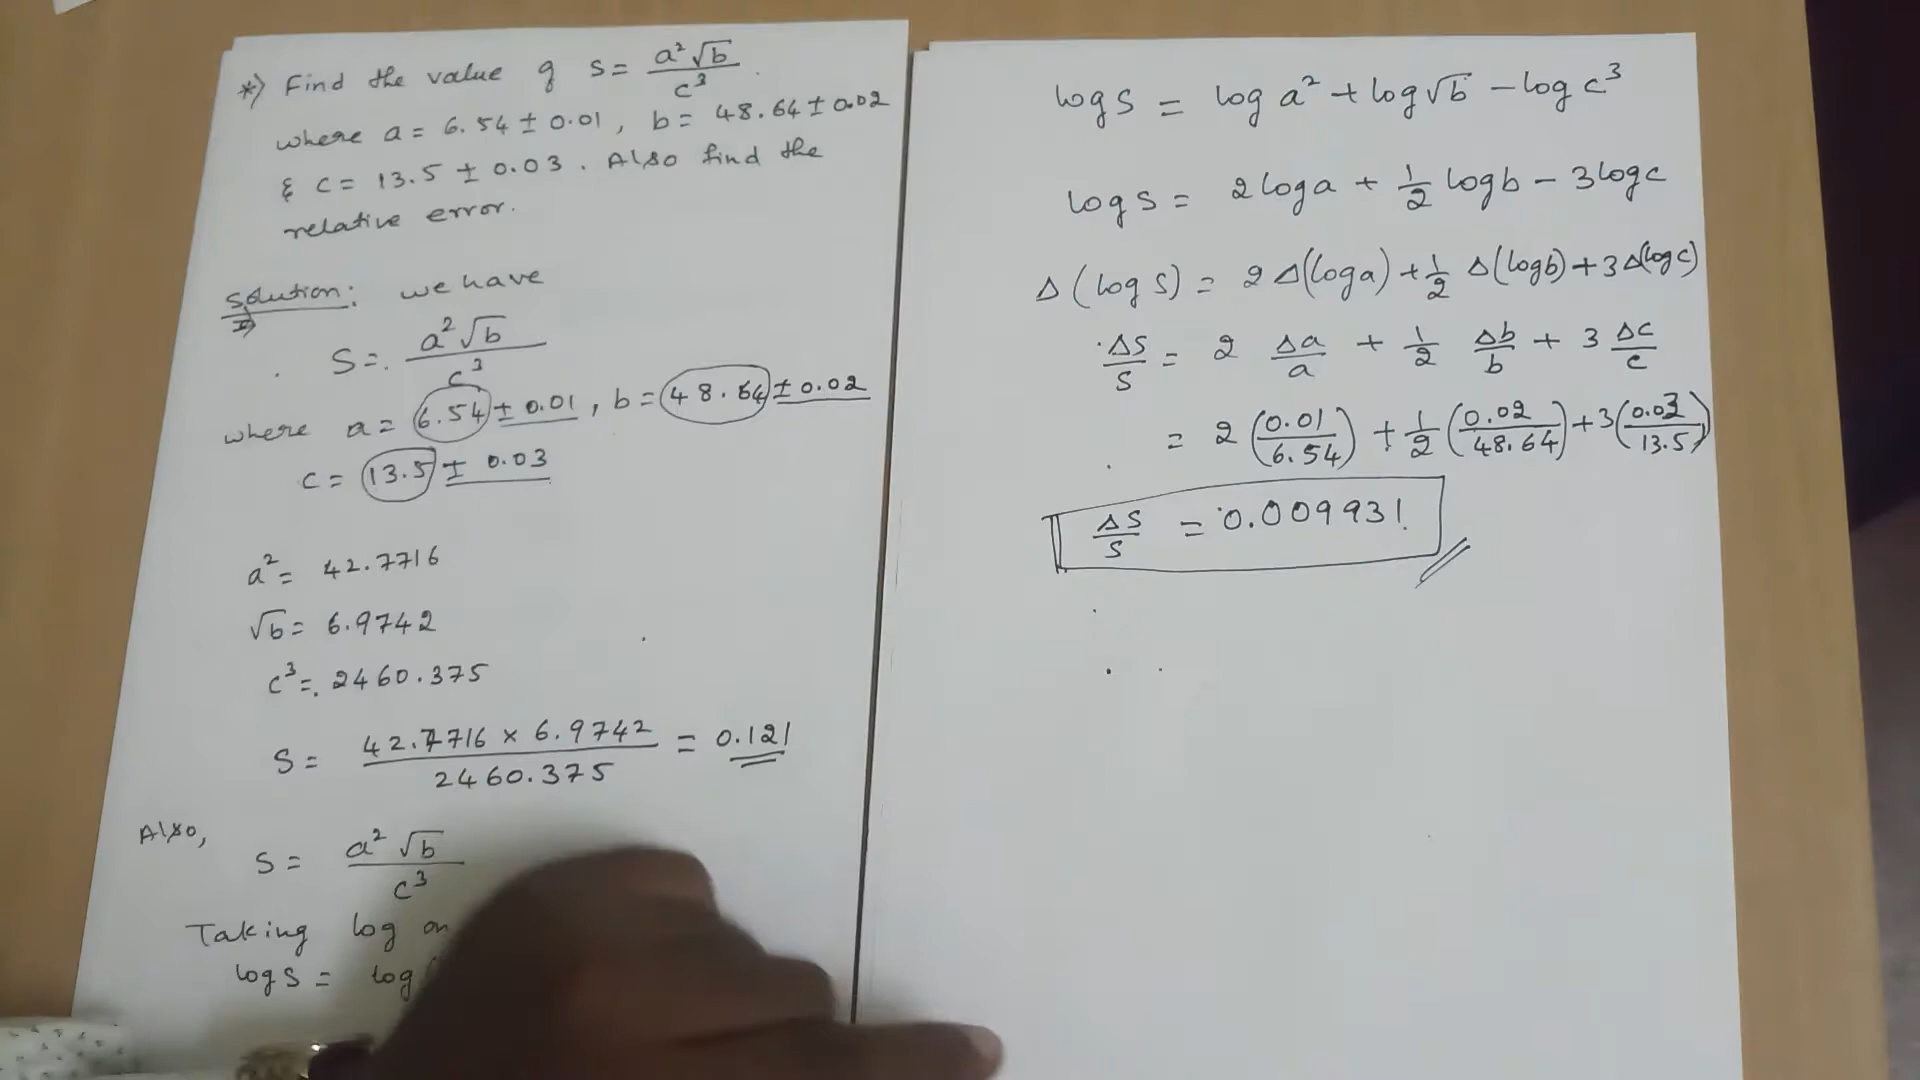 *) Find the value of S = a²√b / c³.
where a = 6.54 ± 0.01, b = 48.64 ± 0.02
& c = 13.5 ± 0.03. Also find the
relative error.
Solution: we have
S = a²√b / c³
where a = 6.54 ± 0.01, b = 48.64 ± 0.02
c = 13.5 ± 0.03
a² = 42.7716
√b = 6.9742
c³ = 2460.375
S = 42.7716 × 6.9742 / 2460.375 = 0.121
Also,
S = a²√b / c³
Taking log on
log S = log
log S = log a² + log √b − log c³
log S = 2 log a + 1/2 log b − 3 log c
Δ(log S) = 2 Δ(log a) + 1/2 Δ(log b) + 3 Δ(log c)
ΔS/S = 2 Δa/a + 1/2 Δb/b + 3 Δc/c
= 2 (0.01/6.54) + 1/2 (0.02/48.64) + 3 (0.03/13.5)
ΔS/S = 0.009931